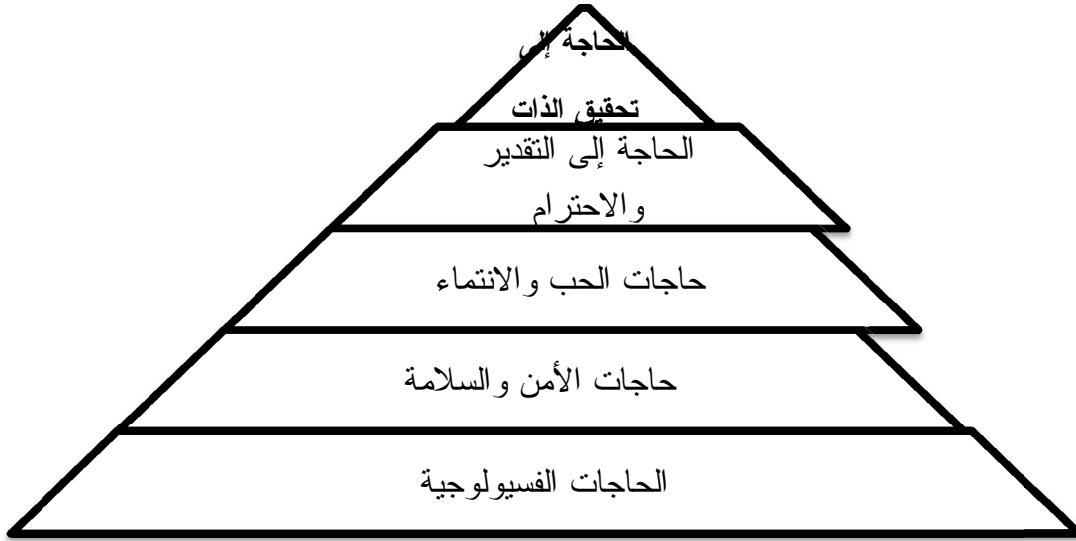 الحاجة إلى
تحقيق الذات
الحاجة إلى التقدير
والاحترام
حاجات الحب والانتماء
حاجات الأمن والسلامة
الحاجات الفسيولوجية